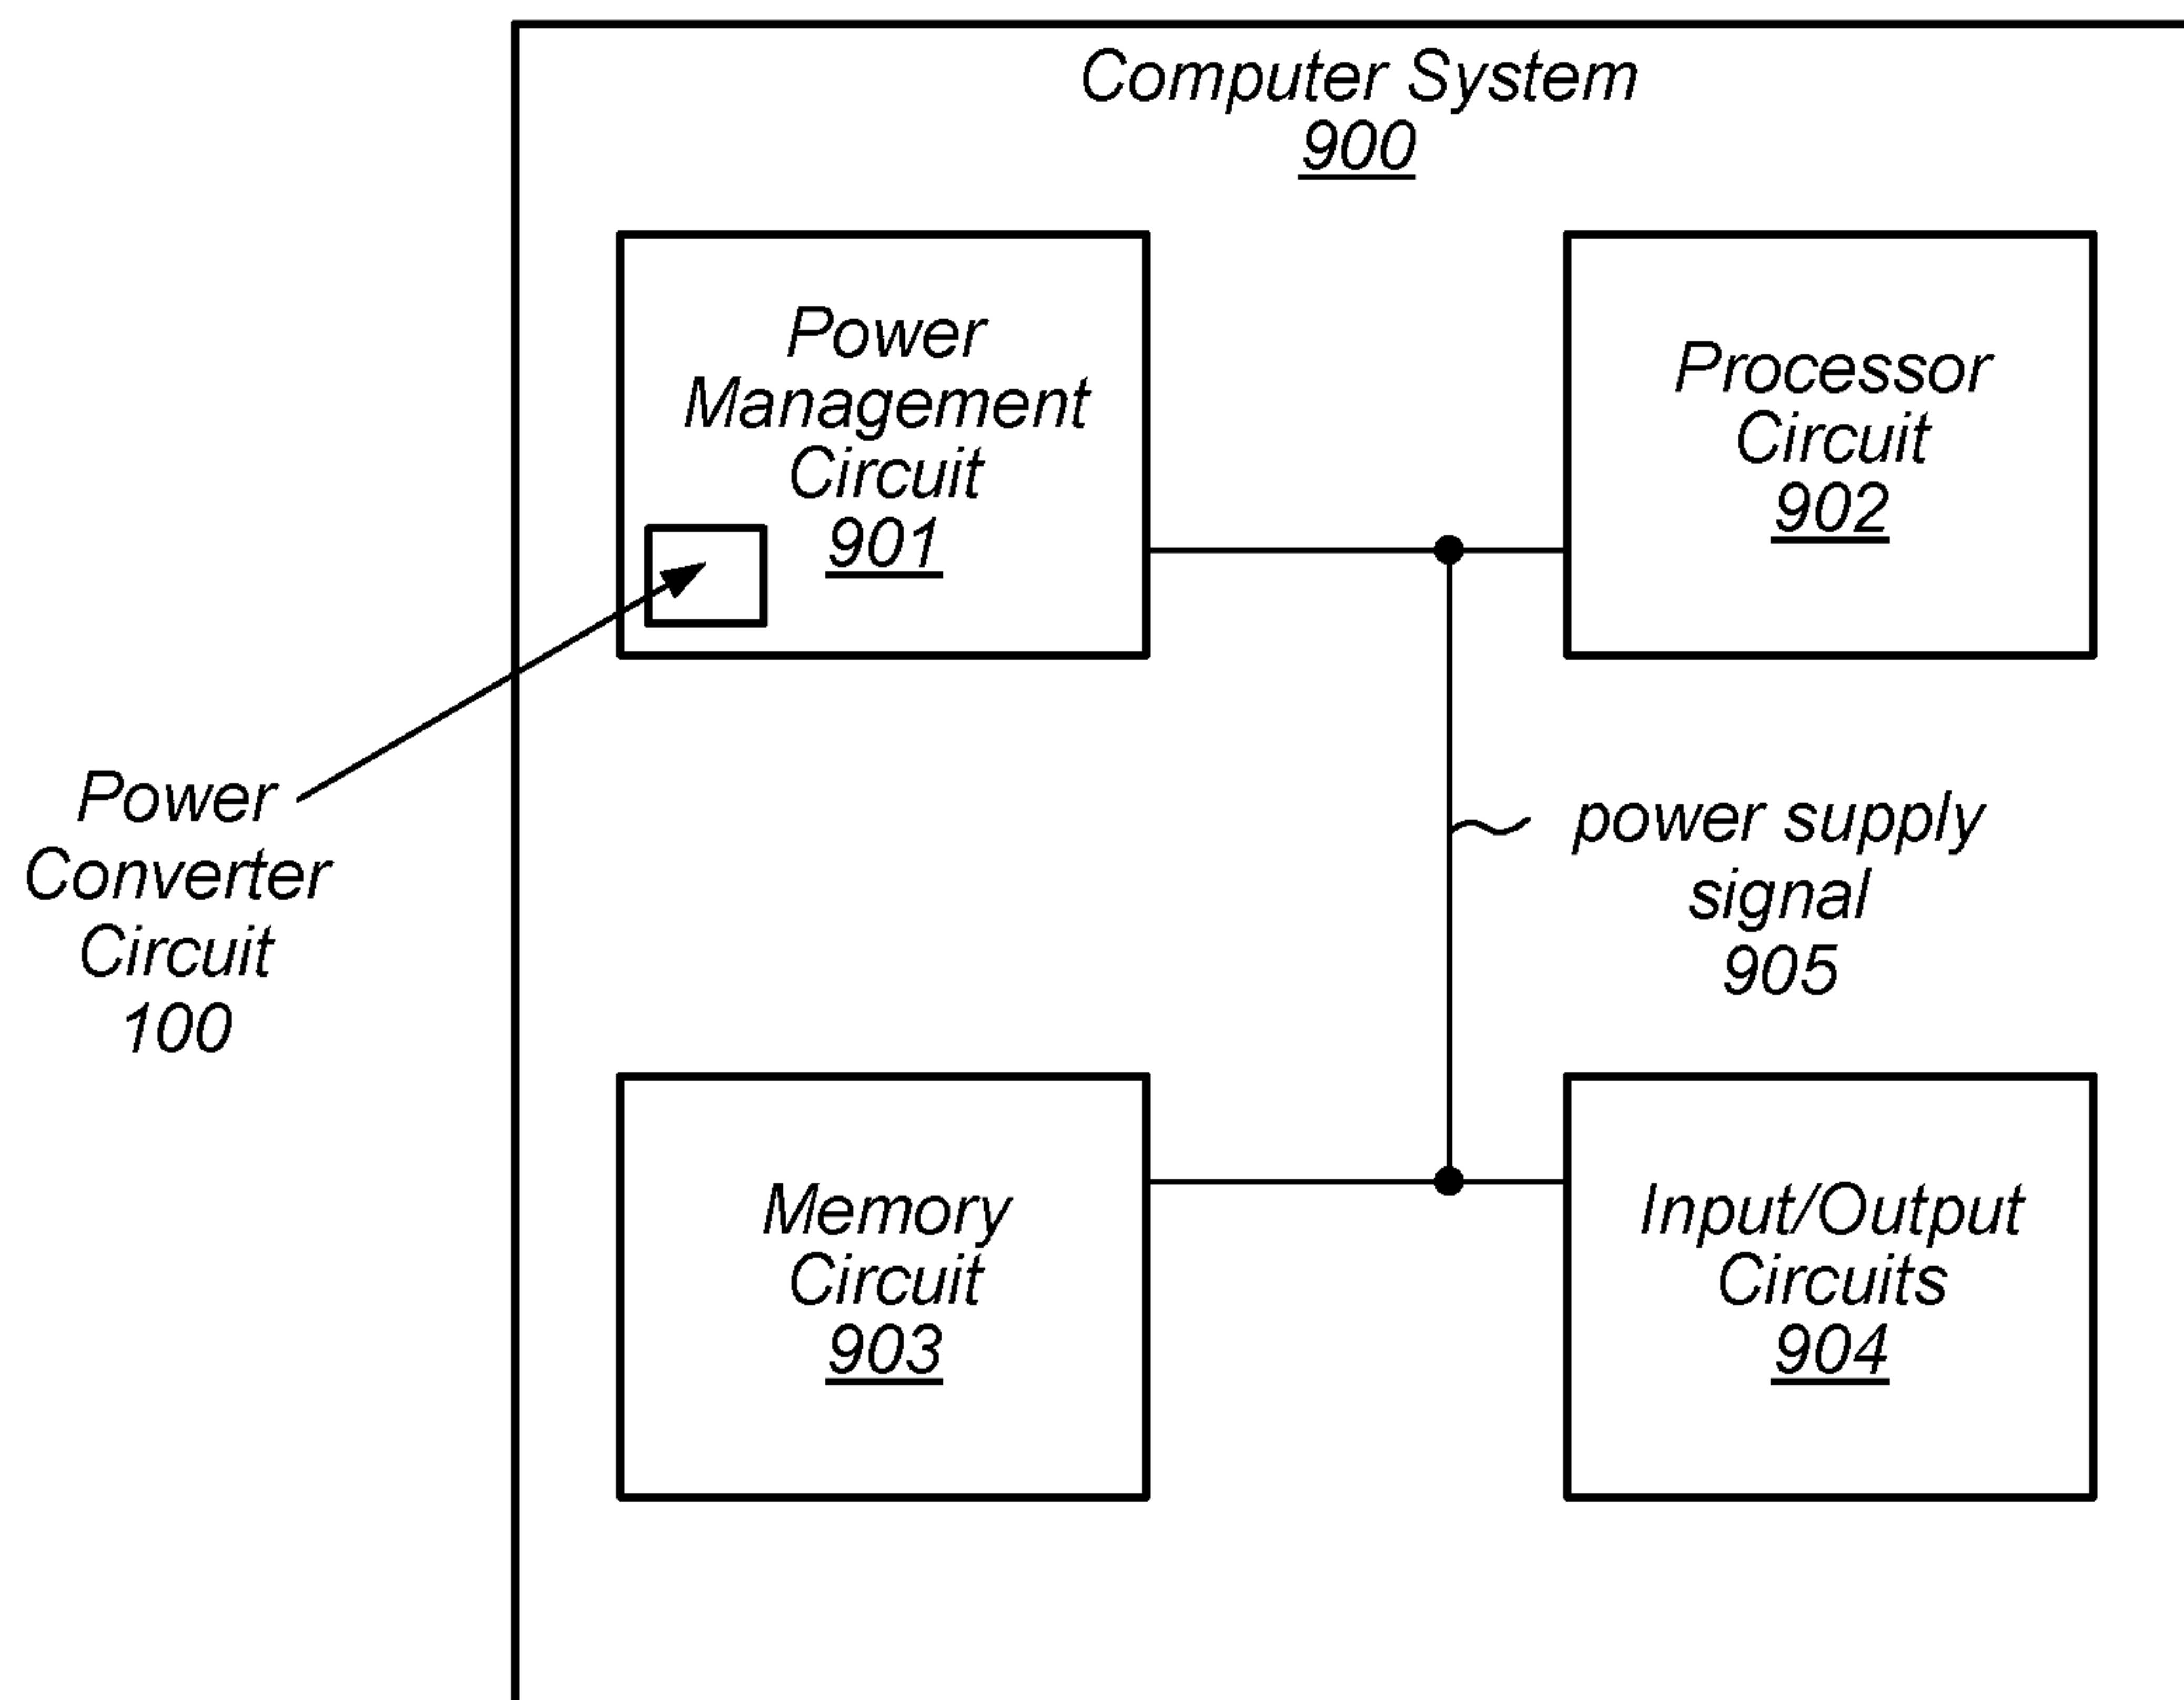 Computer System
900
Power
Management
Circuit
901
Processor
Circuit
902
Power
Converter
Circuit
100
power supply
signal
905
Memory
Circuit
903
Input/Output
Circuits
904